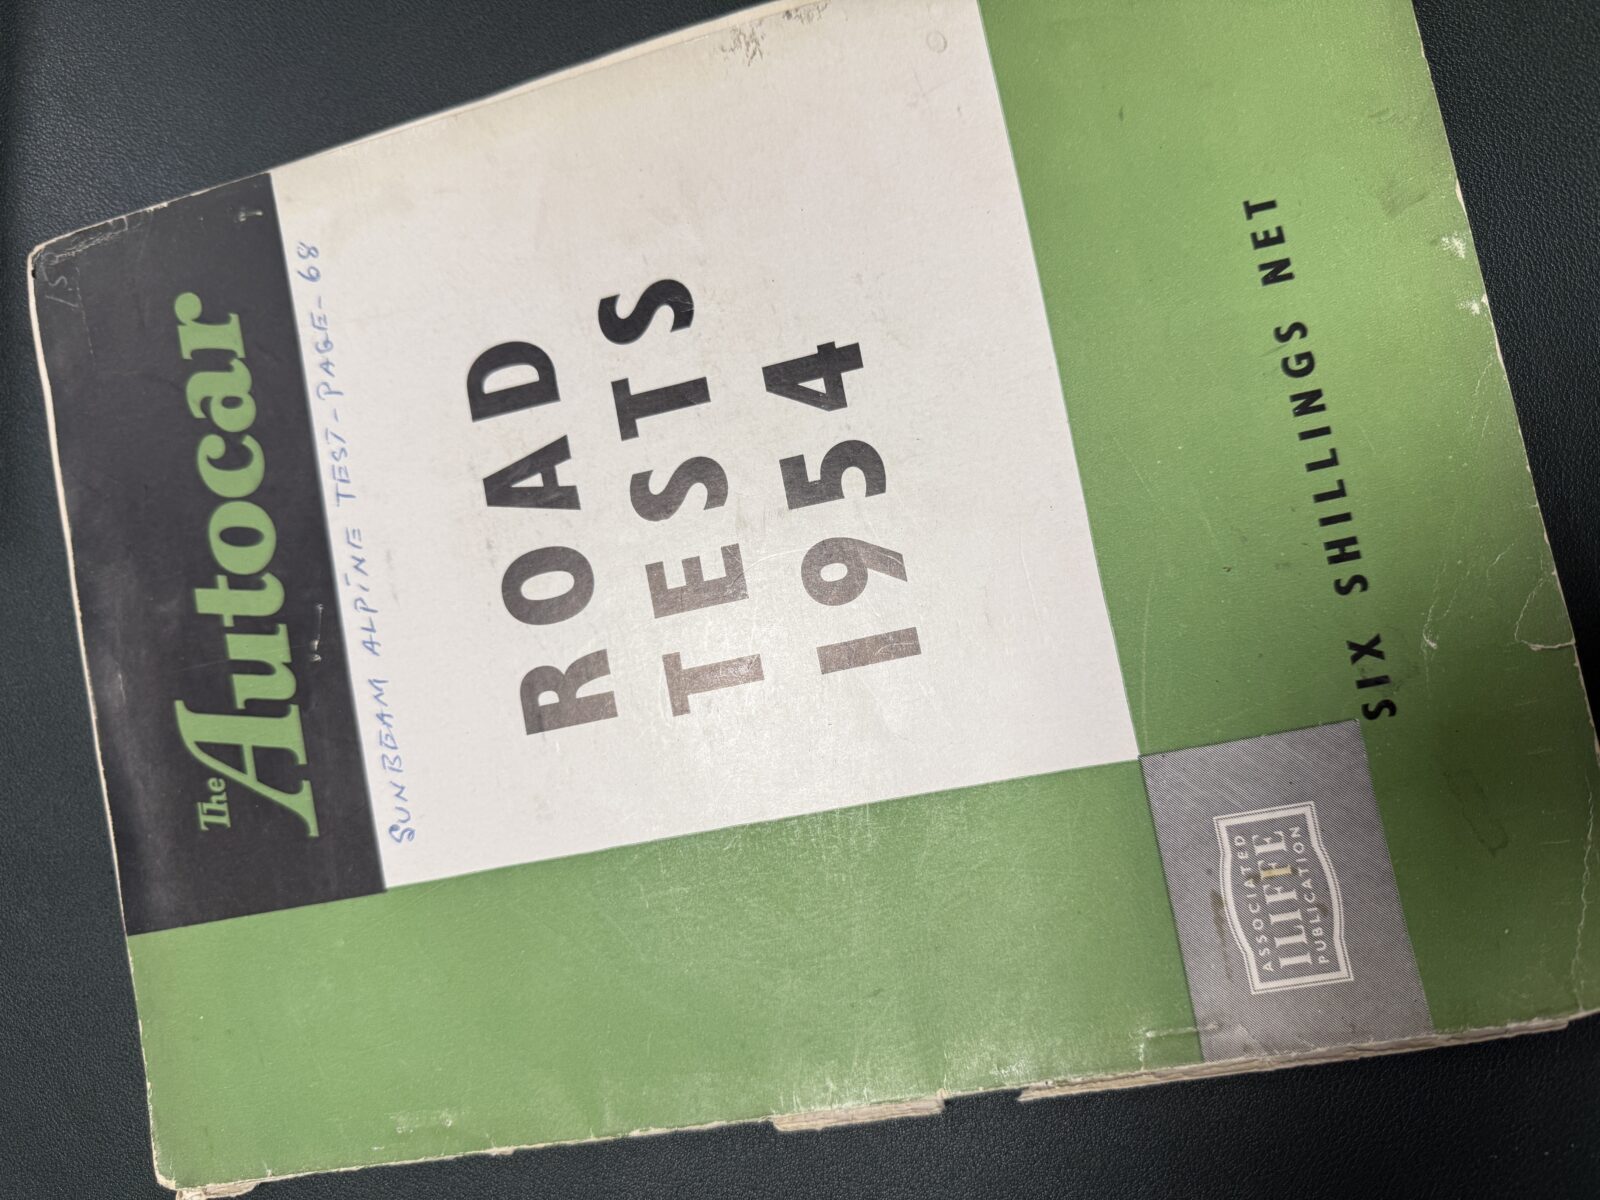 The Autocar
SUNBEAM ALPINE TEST-PAGE-68
ROAD
TESTS
1954
SIX SHILLINGS NET
ASSOCIATED
ILIFFE
PUBLICATION